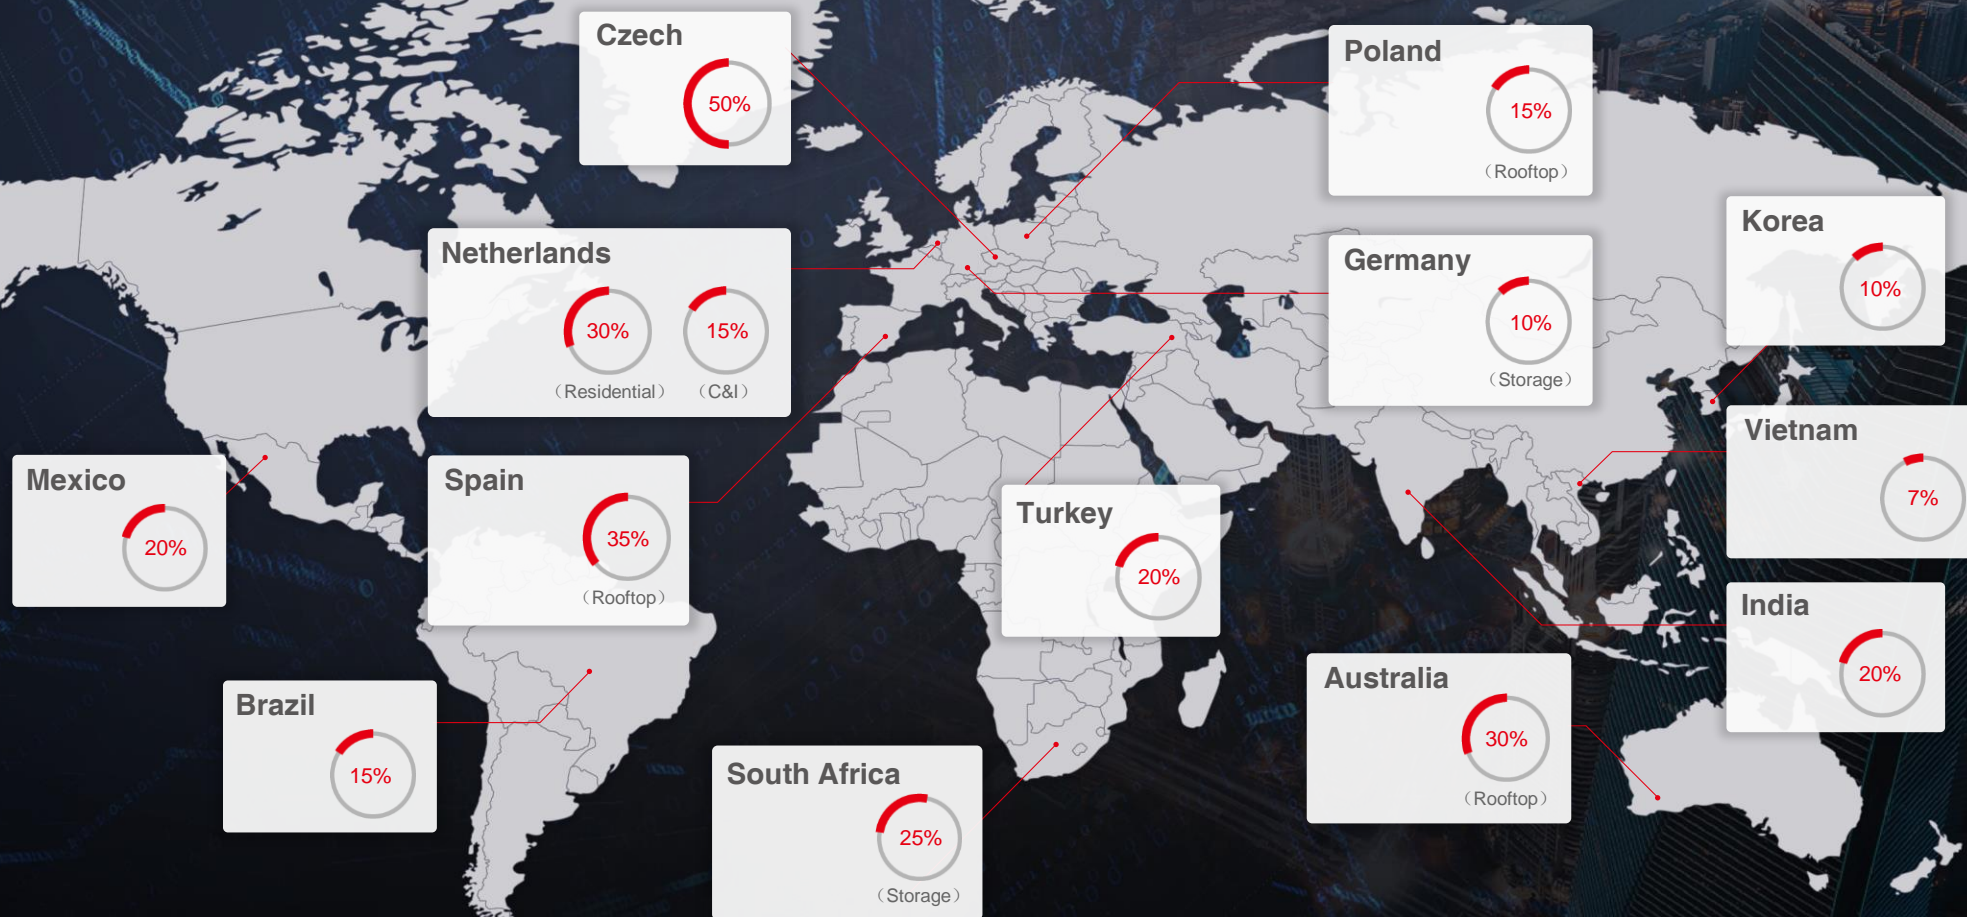 Czech
50%
Poland
15%
（Rooftop）
Netherlands
30%
15%
（Residential）
（C&I）
Germany
10%
（Storage）
Korea
10%
Mexico
20%
Spain
35%
（Rooftop）
Turkey
20%
Vietnam
7%
Brazil
15%
South Africa
25%
（Storage）
Australia
30%
（Rooftop）
India
20%